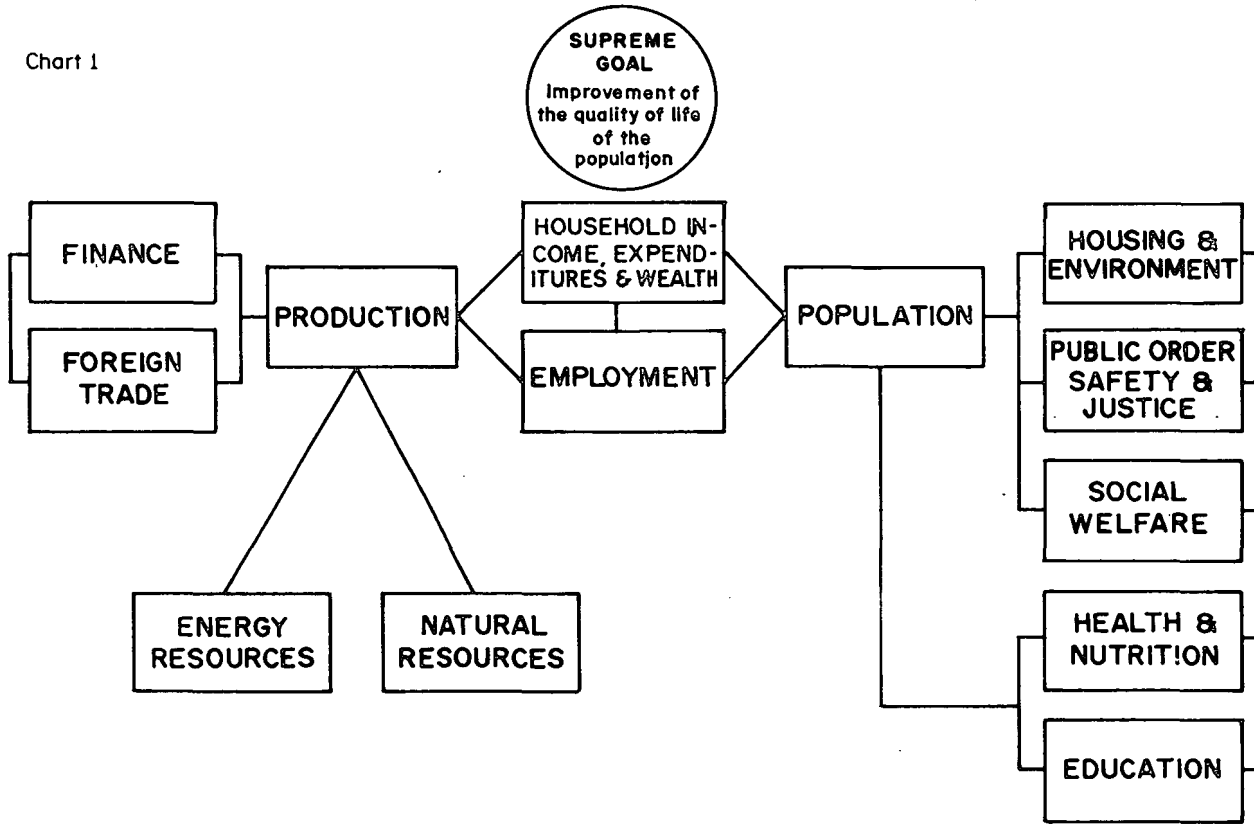 Chart 1
SUPREME
GOAL
Improvement of
the quality of life
of the
population
FINANCE
FOREIGN
TRADE
PRODUCTION
HOUSEHOLD IN-
COME, EXPEND-
ITURES & WEALTH
EMPLOYMENT
POPULATION
HOUSING &
ENVIRONMENT
PUBLIC ORDER
SAFETY &
JUSTICE
SOCIAL
WELFARE
HEALTH &
NUTRITION
EDUCATION
ENERGY
RESOURCES
NATURAL
RESOURCES